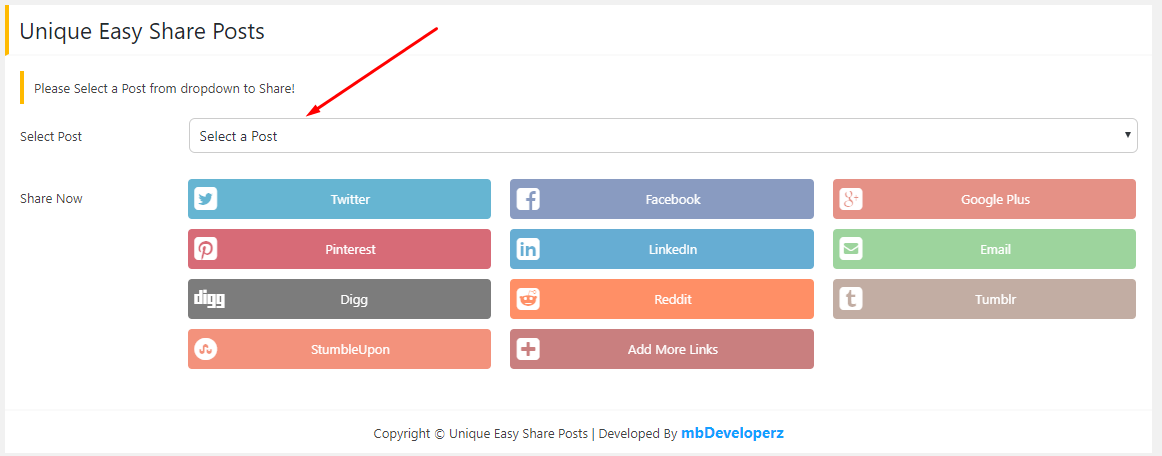 Unique Easy Share Posts
Please Select a Post from dropdown to Share!
Select Post
Select a Post
Share Now
Twitter
Facebook
g+ Google Plus
Pinterest
in LinkedIn
Email
digg Digg
Reddit
t Tumblr
StumbleUpon
Add More Links
Copyright © Unique Easy Share Posts | Developed By mbDeveloperz